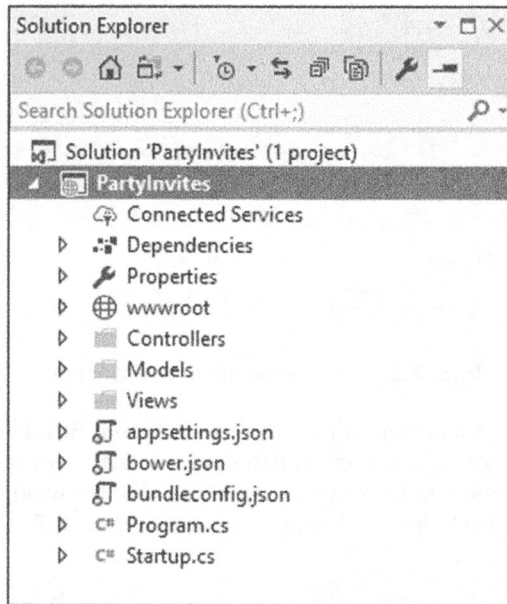 Solution Explorer
Search Solution Explorer (Ctrl+;)
Solution 'PartyInvites' (1 project)
PartyInvites
Connected Services
Dependencies
Properties
wwwroot
Controllers
Models
Views
appsettings.json
bower.json
bundleconfig.json
C# Program.cs
C# Startup.cs